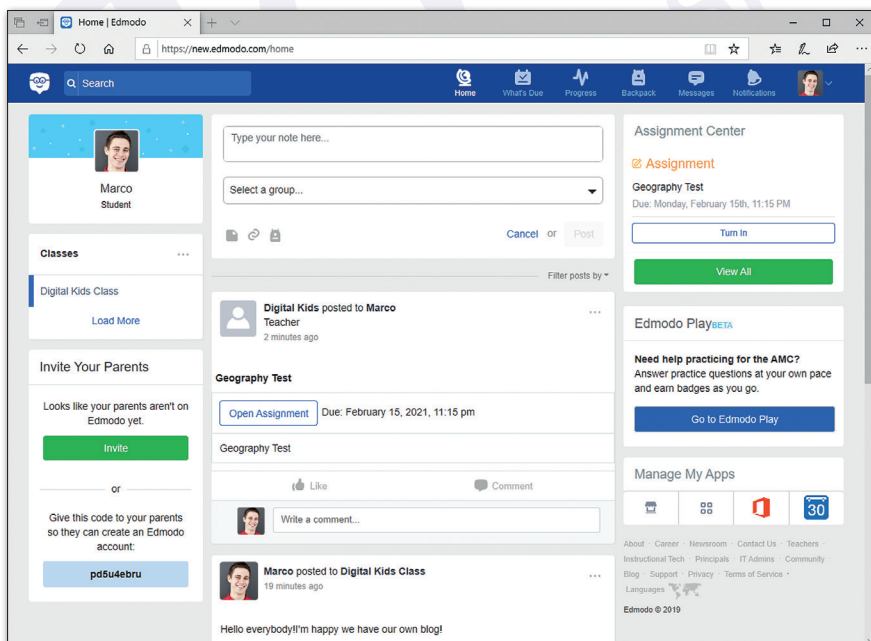 Home | Edmodo
https://new.edmodo.com/home
Search
Home
What's Due
Progress
Backpack
Messages
Notifications
Marco
Student
Classes
Digital Kids Class
Load More
Invite Your Parents
Looks like your parents aren't on
Edmodo yet.
Invite
or
Give this code to your parents
so they can create an Edmodo
account:
pd5u4ebru
Type your note here...
Select a group...
Cancel or Post
Filter posts by
Digital Kids posted to Marco
Teacher
2 minutes ago
Geography Test
Open Assignment Due: February 15, 2021, 11:15 pm
Geography Test
Like Comment
Write a comment...
Marco posted to Digital Kids Class
19 minutes ago
Hello everybody!I'm happy we have our own blog!
Assignment Center
Assignment
Geography Test
Due: Monday, February 15th, 11:15 PM
Turn In
View All
Edmodo Play BETA
Need help practicing for the AMC?
Answer practice questions at your own pace
and earn badges as you go.
Go to Edmodo Play
Manage My Apps
30
About · Career · Newsroom · Contact Us · Teachers ·
Instructional Tech · Principals · IT Admins · Community ·
Blog · Support · Privacy · Terms of Service ·
Languages
Edmodo © 2019